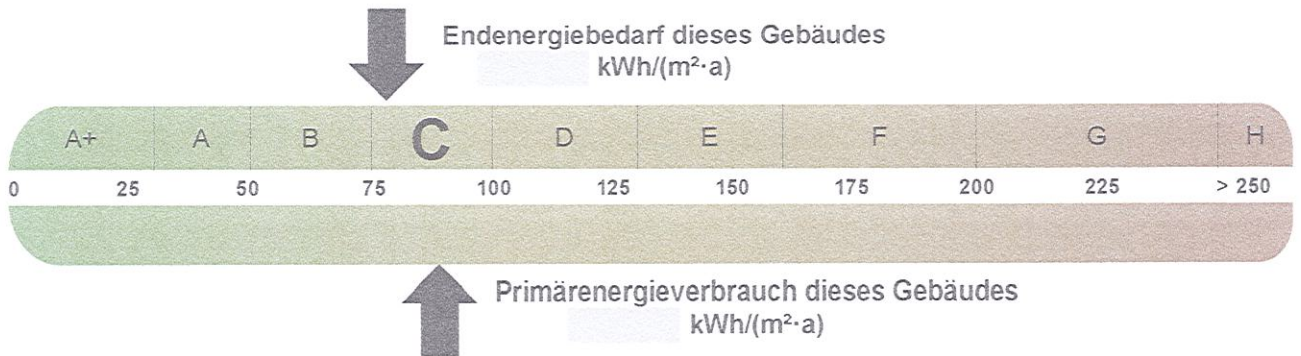 Endenergiebedarf dieses Gebäudes
kWh/(m²·a)
A+ A B C D E F G H
0 25 50 75 100 125 150 175 200 225 > 250
Primärenergieverbrauch dieses Gebäudes
kWh/(m²·a)